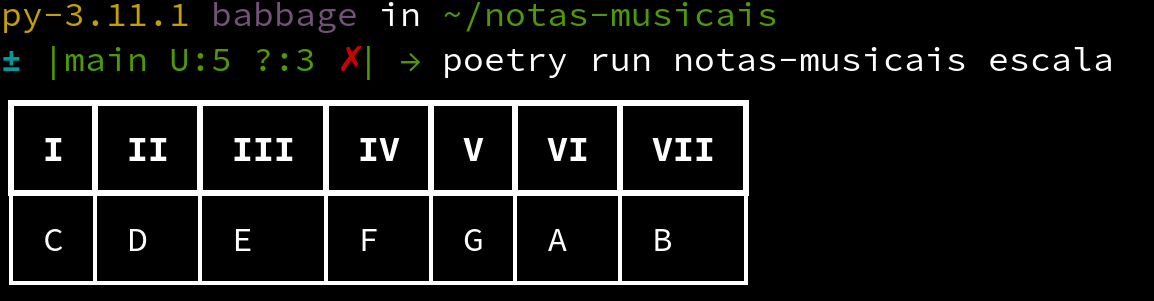 py-3.11.1 babbage in ~/notas-musicais
± |main U:5 ?:3 ✗| → poetry run notas-musicais escala
I II III IV V VI VII
C D E F G A B